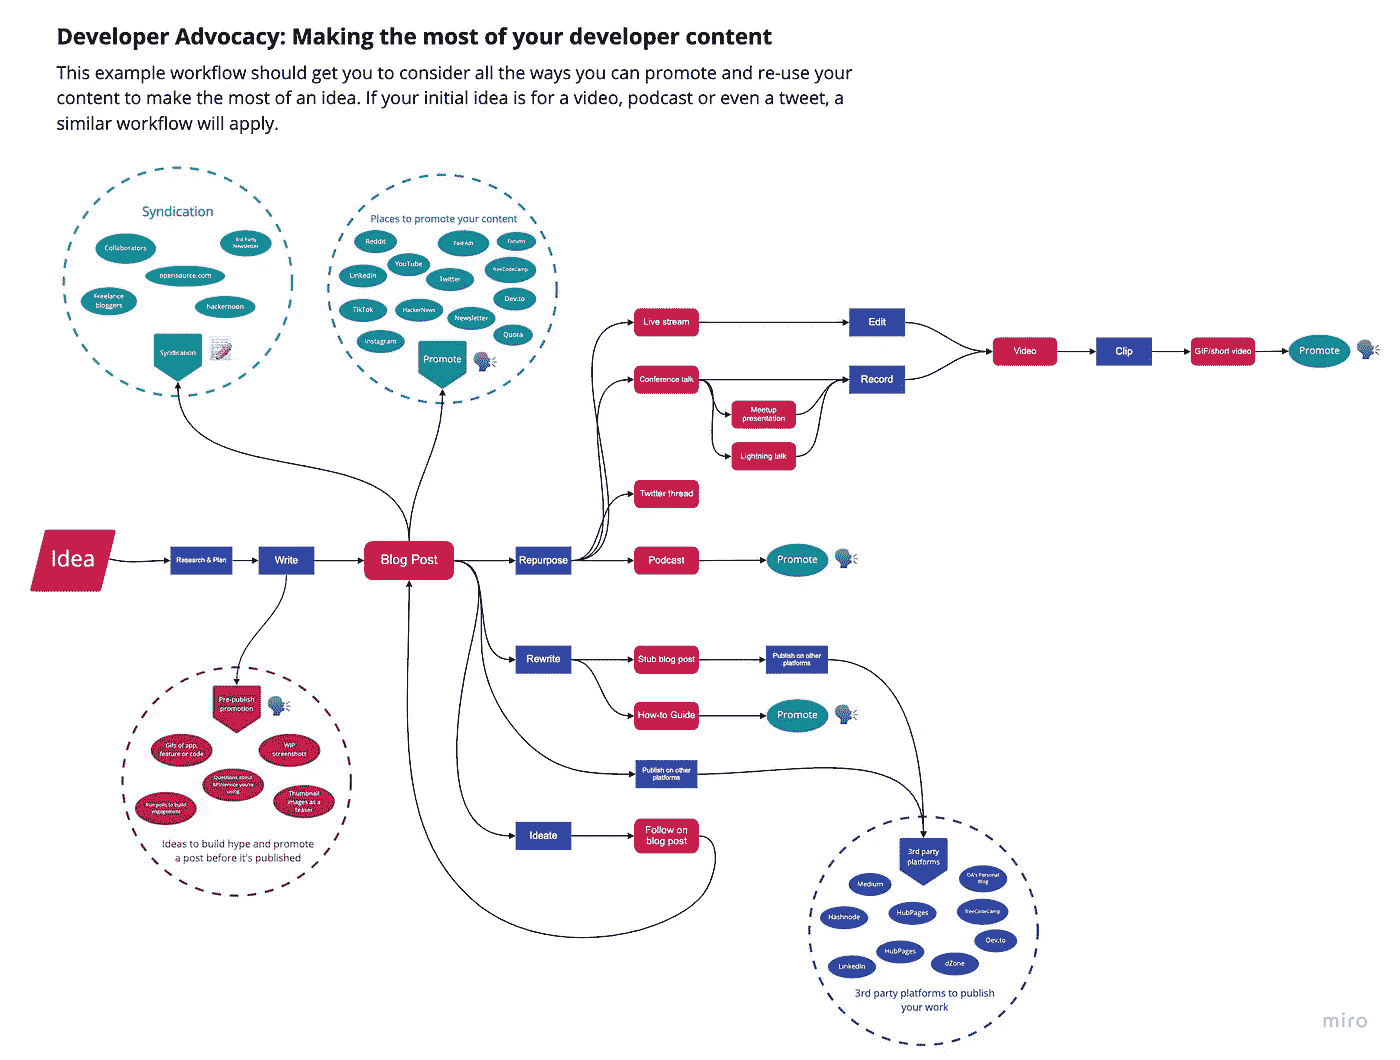 Developer Advocacy: Making the most of your developer content
This example workflow should get you to consider all the ways you can promote and re-use your
content to make the most of an idea. If your initial idea is for a video, podcast or even a tweet, a
similar workflow will apply.
Syndication
Collaborators
3rd Party
Newsletter
opensource.com
Freelance
bloggers
hackernoon
Syndication
Places to promote your content
Reddit
Paid Ads
Forums
LinkedIn
YouTube
Twitter
freeCodeCamp
TikTok
HackerNews
Newsletter
Dev.to
Instagram
Quora
Promote
Live stream
Edit
Conference talk
Record
Meetup
presentation
Lightning talk
Video
Clip
GIF/short video
Promote
Twitter thread
Idea
Research & Plan
Write
Blog Post
Repurpose
Podcast
Promote
Rewrite
Stub blog post
Publish on other
platforms
How-to Guide
Promote
Publish on other
platforms
Ideate
Follow on
blog post
Pre-publish
promotion
Gifs of app,
feature or code
WIP
screenshots
Questions about
API/service you're
using
Run polls to build
engagement
Thumbnail
images as a
teaser
Ideas to build hype and promote
a post before it's published
3rd party
platforms
Medium
DA's Personal
Blog
Hashnode
HubPages
freeCodeCamp
HubPages
Dev.to
LinkedIn
dZone
3rd party platforms to publish
your work
miro